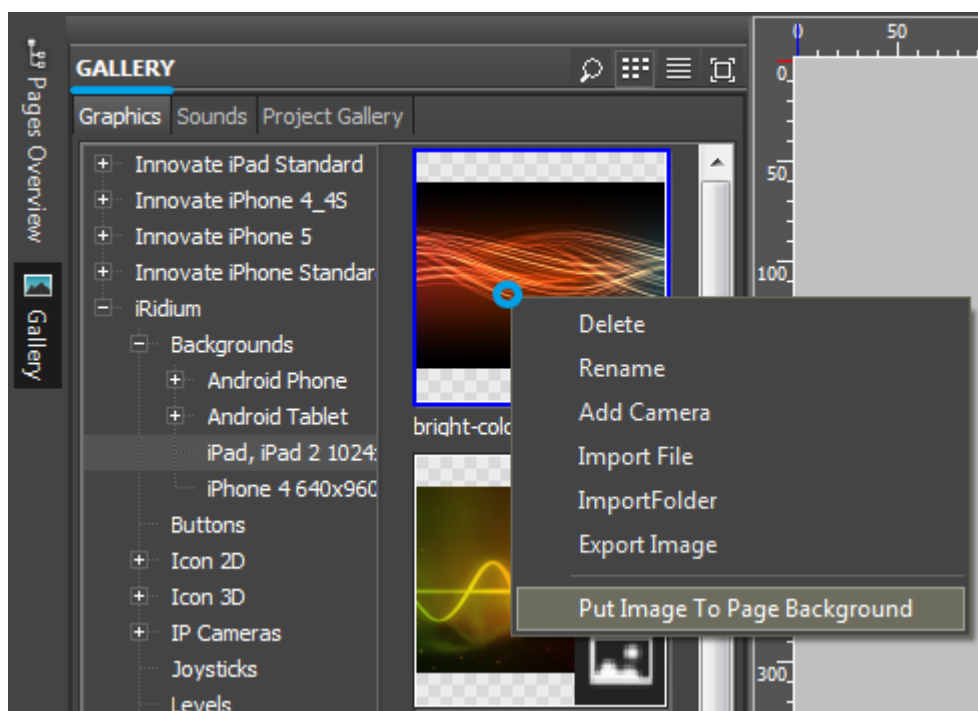 Pages Overview
Gallery
GALLERY
Graphics Sounds Project Gallery
Innovate iPad Standard
Innovate iPhone 4_4S
Innovate iPhone 5
Innovate iPhone Standar
iRidium
Backgrounds
Android Phone
Android Tablet
iPad, iPad 2 1024:
iPhone 4 640x960
Buttons
Icon 2D
Icon 3D
IP Cameras
Joysticks
Levels
bright-colo
Delete
Rename
Add Camera
Import File
ImportFolder
Export Image
Put Image To Page Background
0 50
0
50
100
300